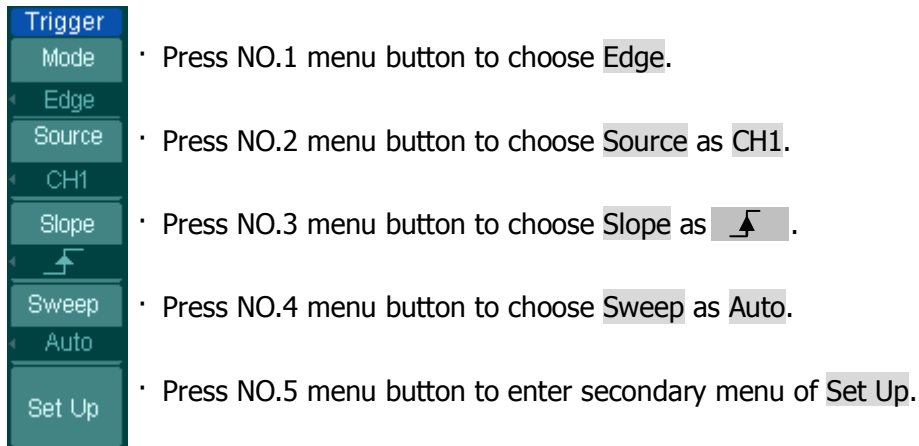 Trigger
Mode
· Press NO.1 menu button to choose Edge.
Edge
Source
· Press NO.2 menu button to choose Source as CH1.
CH1
Slope
· Press NO.3 menu button to choose Slope as .
Sweep
· Press NO.4 menu button to choose Sweep as Auto.
Auto
Set Up
· Press NO.5 menu button to enter secondary menu of Set Up.